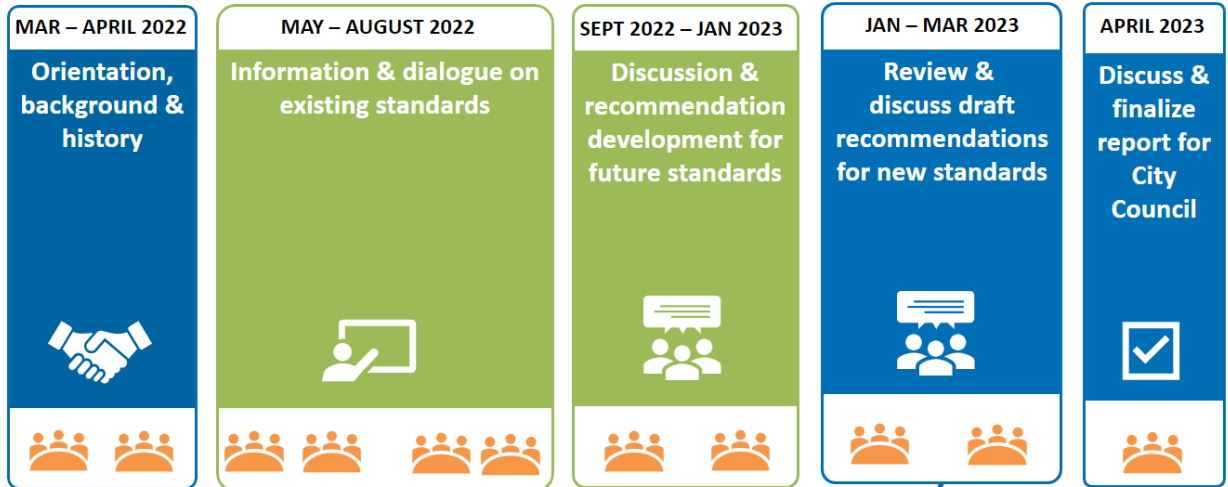 MAR – APRIL 2022
Orientation,
background &
history
MAY – AUGUST 2022
Information & dialogue on
existing standards
SEPT 2022 – JAN 2023
Discussion &
recommendation
development for
future standards
JAN – MAR 2023
Review &
discuss draft
recommendations
for new standards
APRIL 2023
Discuss &
finalize
report for
City
Council